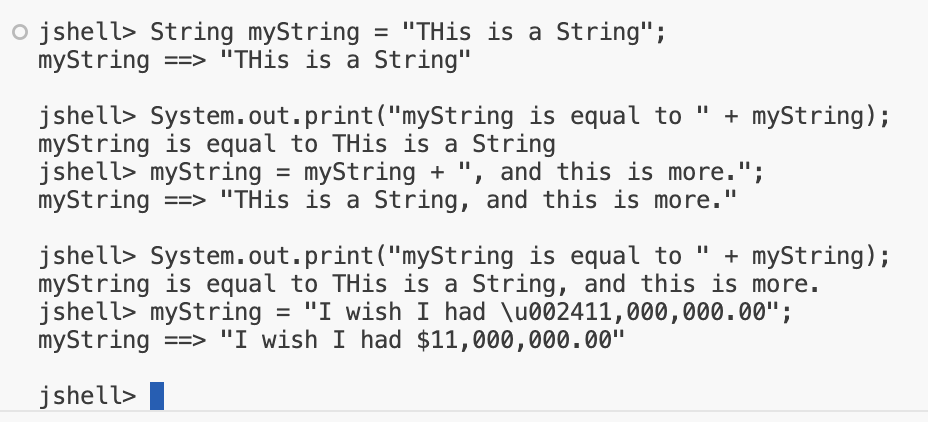 jshell> String myString = "THis is a String";
myString ==> "THis is a String"
jshell> System.out.print("myString is equal to " + myString);
myString is equal to THis is a String
jshell> myString = myString + ", and this is more.";
myString ==> "THis is a String, and this is more."
jshell> System.out.print("myString is equal to " + myString);
myString is equal to THis is a String, and this is more.
jshell> myString = "I wish I had \u002411,000,000.00";
myString ==> "I wish I had $11,000,000.00"
jshell>